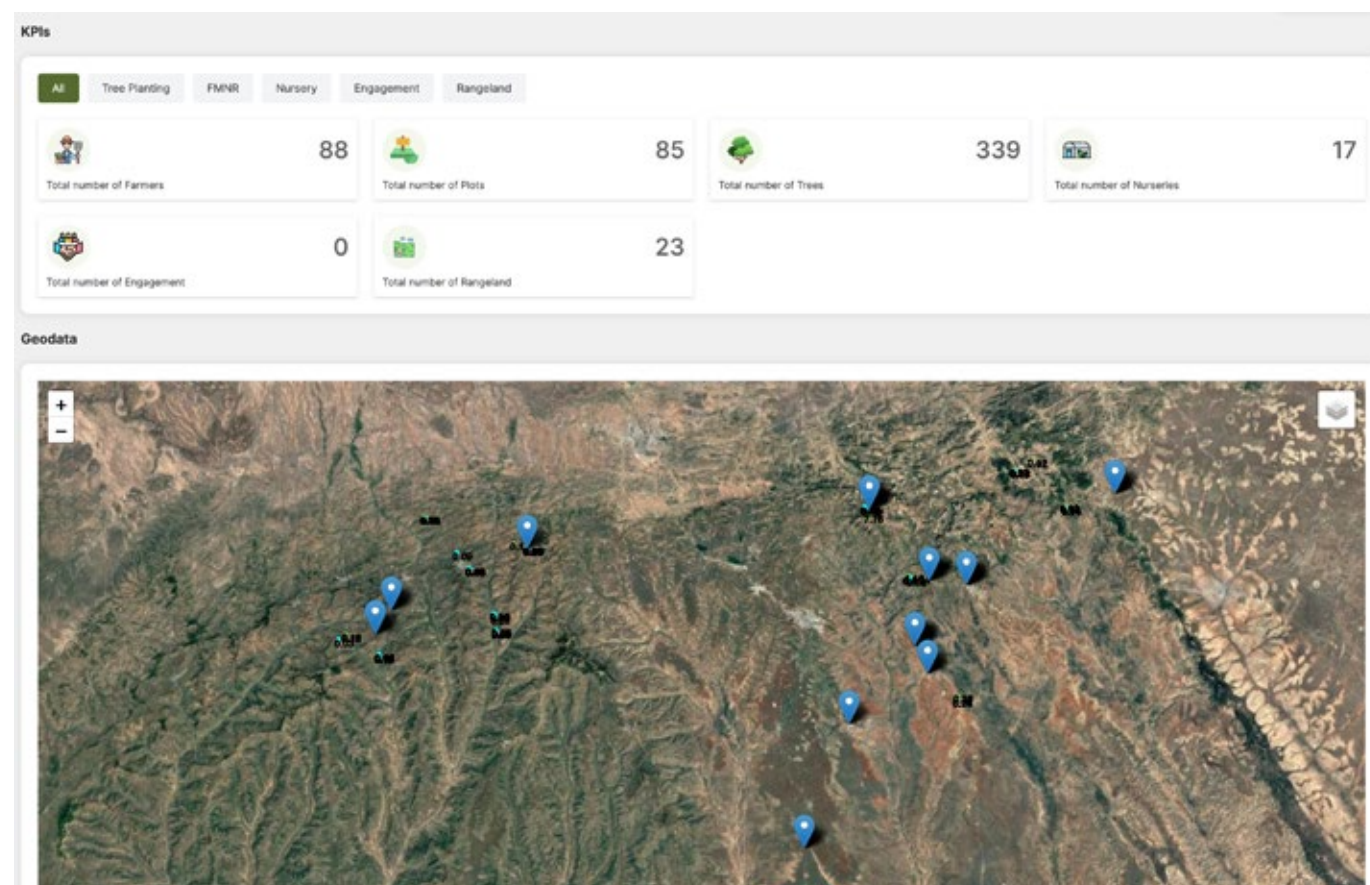 KPIs
All Tree Planting FMNR Nursery Engagement Rangeland
88 85 339 17
Total number of Farmers Total number of Plots Total number of Trees Total number of Nurseries
0 23
Total number of Engagement Total number of Rangeland
Geodata
+
−